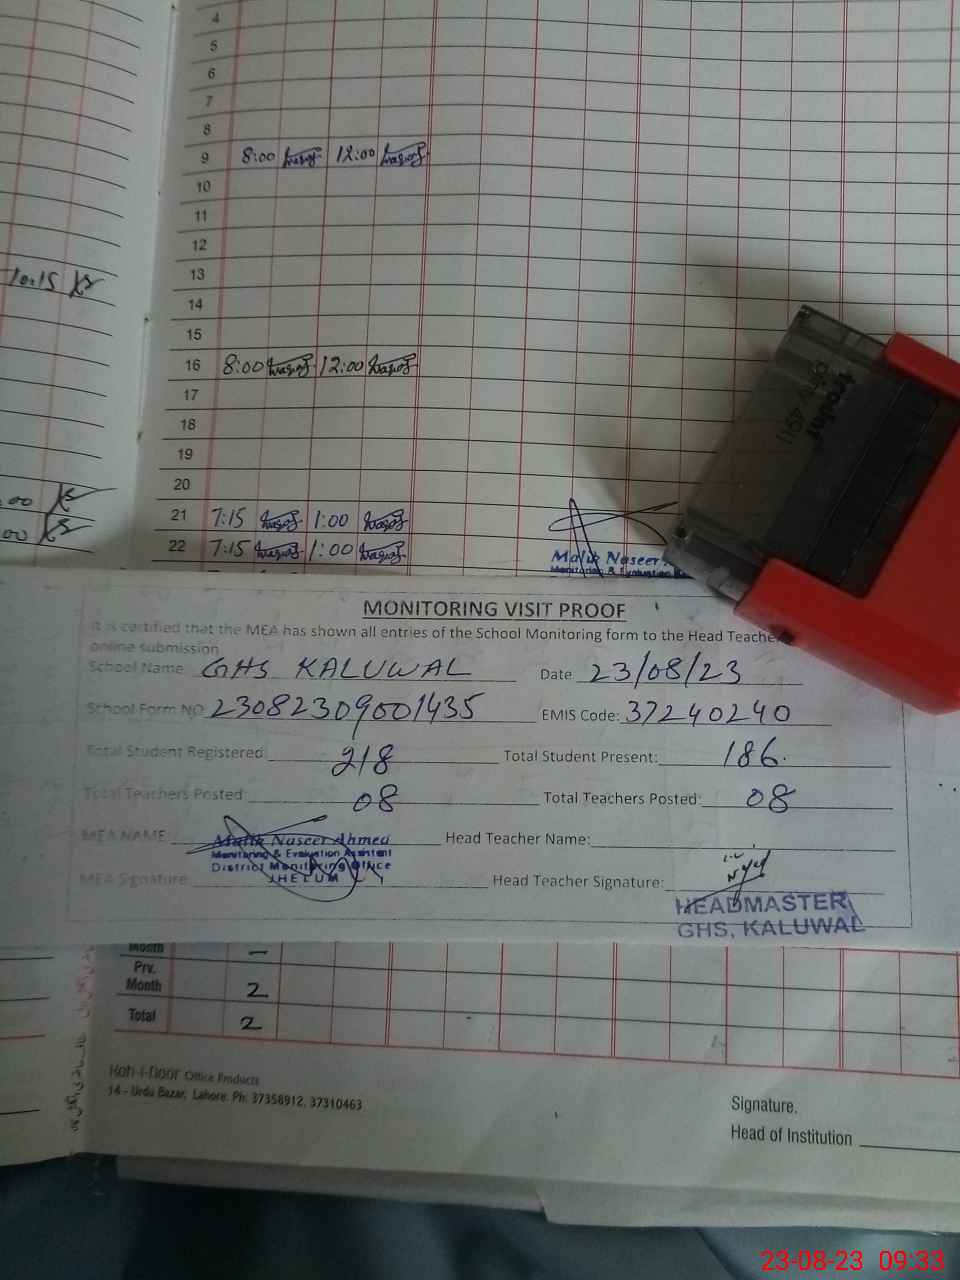 4
5
6
7
8
9 8:00 12:00
10
11
12
10:15
13
14
15
16 8:00 12:00
17
18
19
20
21 7:15 1:00
22 7:15 1:00
trodat
Printy 4911
Malik Naseer
Monitoring & Evaluation
MONITORING VISIT PROOF
It is certified that the MEA has shown all entries of the School Monitoring form to the Head Teacher
online submission
School Name GHS KALUWAL Date 23/08/23
School Form NO 23082309001435 EMIS Code: 37240240
Total Student Registered: 218 Total Student Present: 186.
Total Teachers Posted: 08 Total Teachers Posted: 08
MEA NAME Malik Naseer Ahmed Head Teacher Name:
Monitoring & Evaluation Assistent
District Monitoring Office
JHELUM
MEA Signature Head Teacher Signature:
HEADMASTER
GHS, KALUWAL
Month –
Prv. Month 2
Total 2
Koh-i-Noor Office Products
14 - Urdu Bazar, Lahore. Ph: 37358912, 37310463
Signature.
Head of Institution
23-08-23 09:33